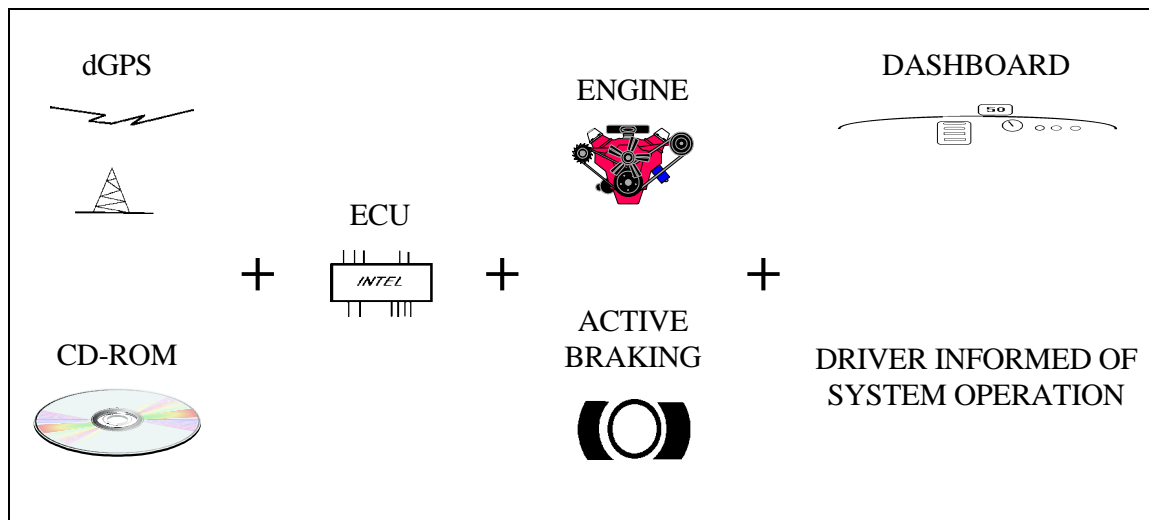 dGPS
CD-ROM
+
ECU
INTEL
+
ENGINE
ACTIVE
BRAKING
+
DASHBOARD
50
DRIVER INFORMED OF
SYSTEM OPERATION